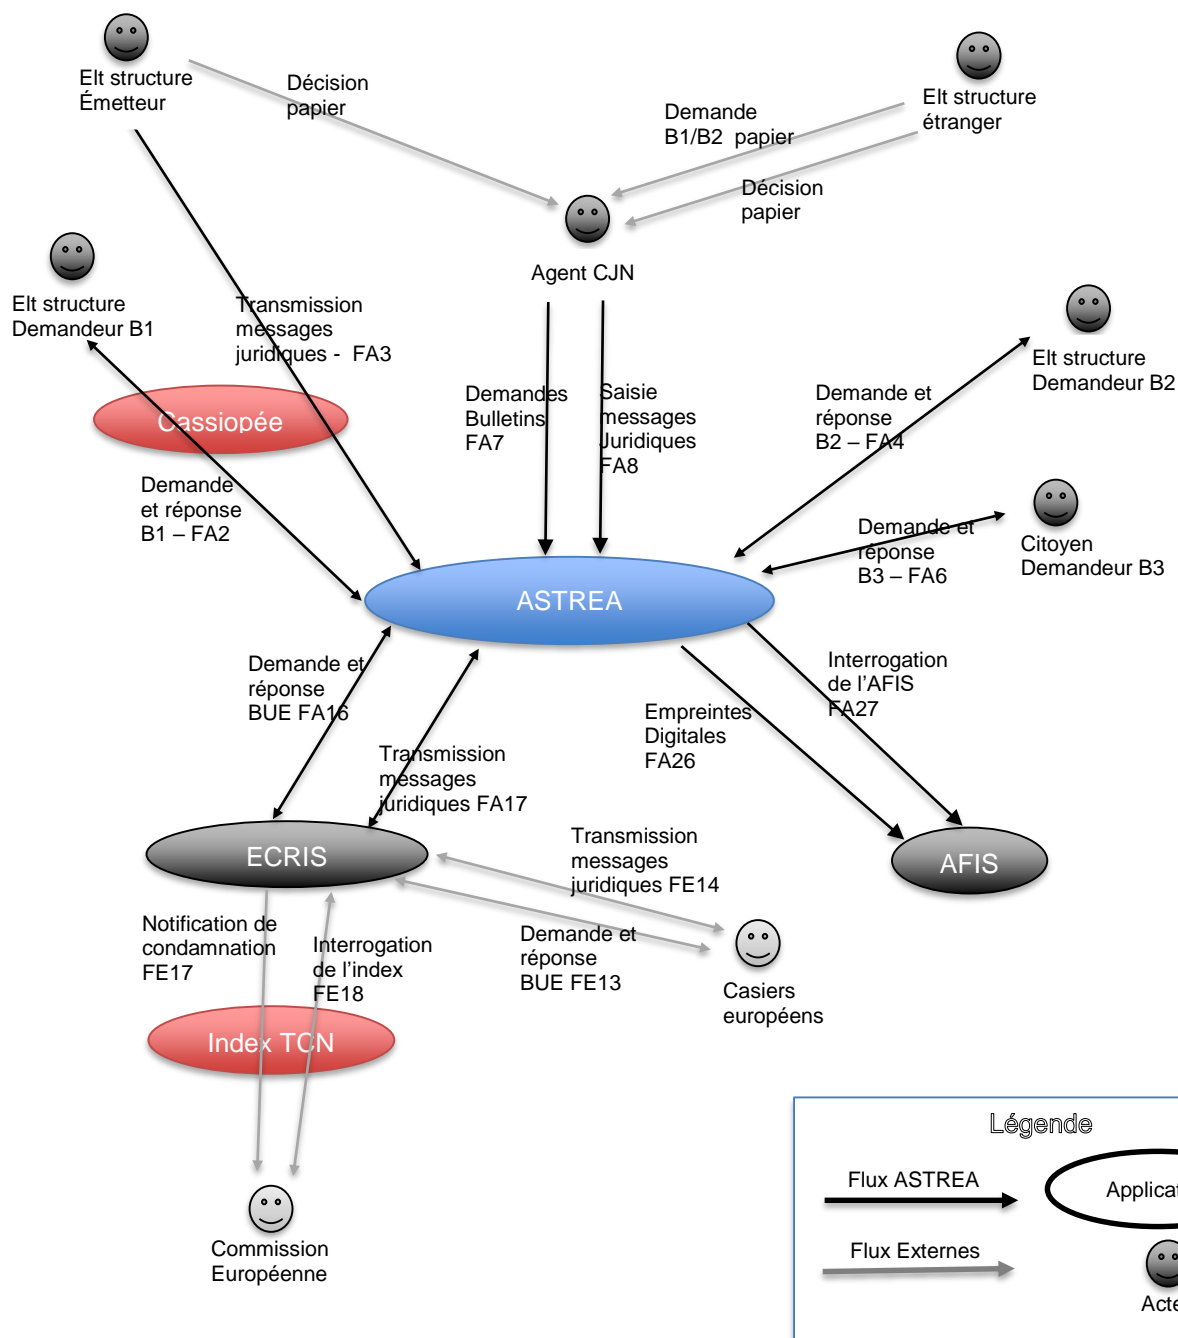 Elt structure
Émetteur
Décision
papier
Demande
B1/B2  papier
Elt structure
étranger
Décision
papier
Agent CJN
Elt structure
Demandeur B1
Transmission
messages
juridiques -  FA3
Elt structure
Demandeur B2
Cassiopée
Demandes
Bulletins
FA7
Saisie
messages
Juridiques
FA8
Demande et
réponse
B2 – FA4
Demande
et réponse
B1 – FA2
Demande et
réponse
B3 – FA6
Citoyen
Demandeur B3
ASTREA
Demande et
réponse
BUE FA16
Interrogation
de l’AFIS
FA27
Empreintes
Digitales
FA26
Transmission
messages
juridiques FA17
ECRIS
AFIS
Transmission
messages
juridiques FE14
Notification de
condamnation
FE17
Interrogation
de l’index
FE18
Demande et
réponse
BUE FE13
Casiers
européens
Index TCN
Commission
Européenne
Légende
Flux ASTREA
Applicat
Flux Externes
Acte